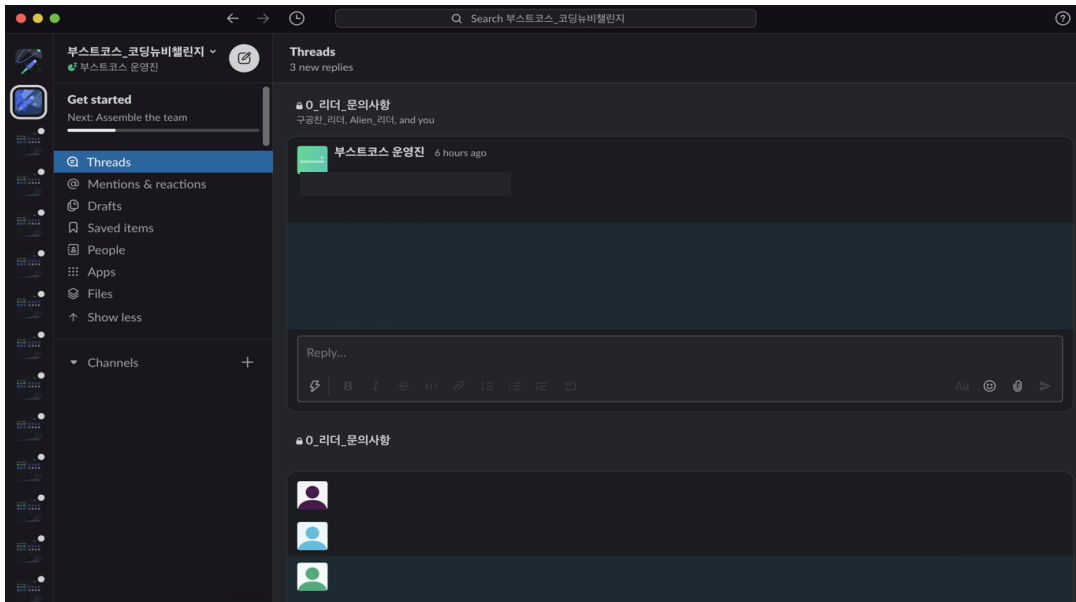 Search 부스트코스_코딩뉴비챌린지
부스트코스_코딩뉴비챌린지
부스트코스 운영진
Get started
Next: Assemble the team
Threads
Mentions & reactions
Drafts
Saved items
People
Apps
Files
Show less
Channels
Threads
3 new replies
0_리더_문의사항
구공찬_리더, Alien_리더, and you
부스트코스 운영진 6 hours ago
Reply...
B I S Aa
0_리더_문의사항